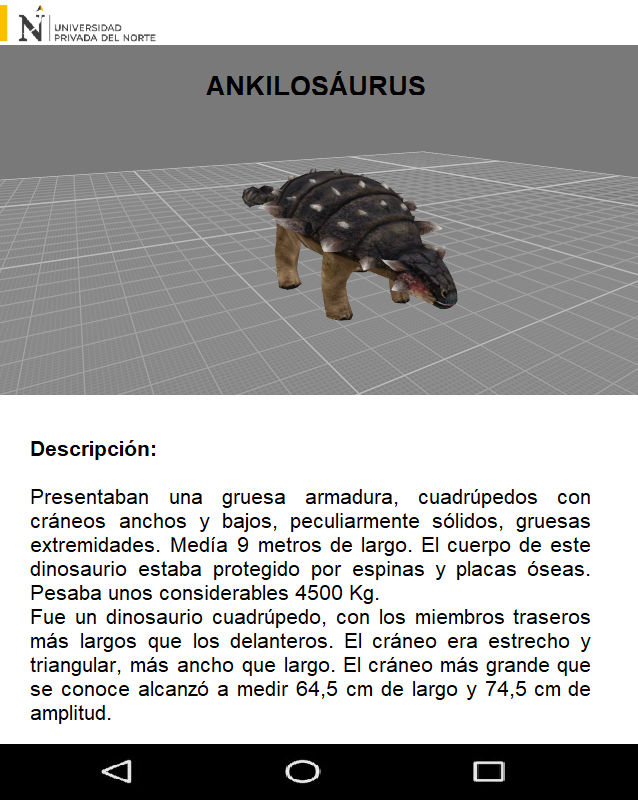 UNIVERSIDAD
PRIVADA DEL NORTE
ANKILOSÁURUS
Descripción:
Presentaban una gruesa armadura, cuadrúpedos con
cráneos anchos y bajos, peculiarmente sólidos, gruesas
extremidades. Medía 9 metros de largo. El cuerpo de este
dinosaurio estaba protegido por espinas y placas óseas.
Pesaba unos considerables 4500 Kg.
Fue un dinosaurio cuadrúpedo, con los miembros traseros
más largos que los delanteros. El cráneo era estrecho y
triangular, más ancho que largo. El cráneo más grande que
se conoce alcanzó a medir 64,5 cm de largo y 74,5 cm de
amplitud.